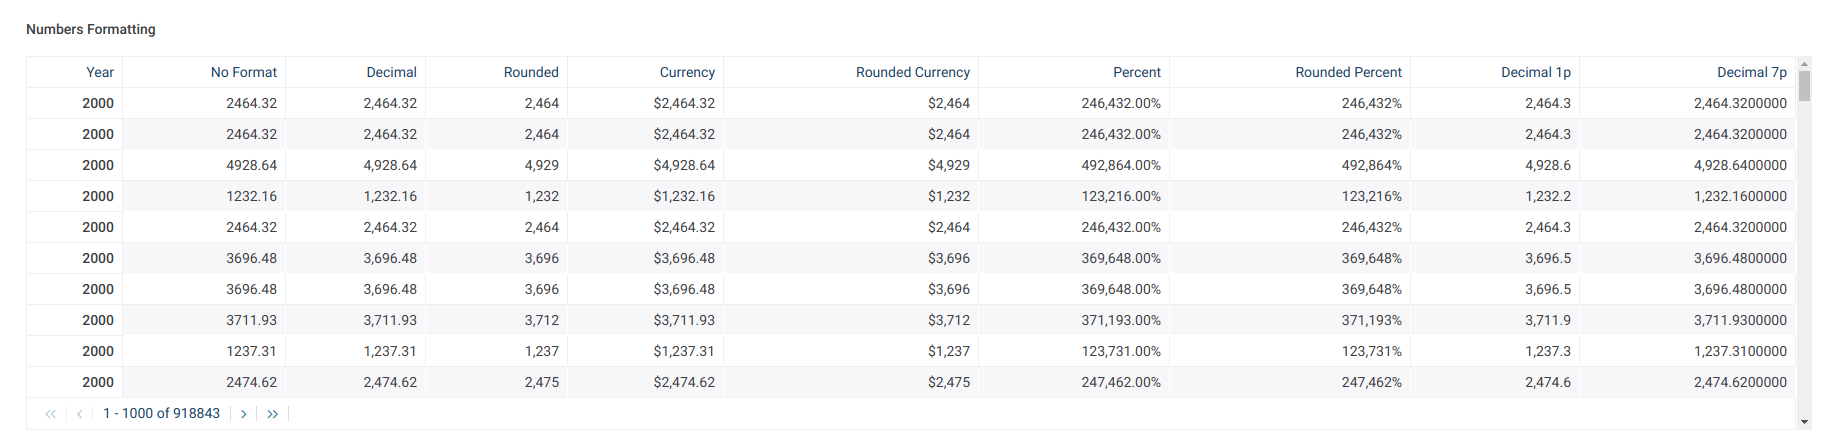 Numbers Formatting
Year No Format Decimal Rounded Currency Rounded Currency Percent Rounded Percent Decimal 1p Decimal 7p
2000 2464.32 2,464.32 2,464 $2,464.32 $2,464 246,432.00% 246,432% 2,464.3 2,464.3200000
2000 2464.32 2,464.32 2,464 $2,464.32 $2,464 246,432.00% 246,432% 2,464.3 2,464.3200000
2000 4928.64 4,928.64 4,929 $4,928.64 $4,929 492,864.00% 492,864% 4,928.6 4,928.6400000
2000 1232.16 1,232.16 1,232 $1,232.16 $1,232 123,216.00% 123,216% 1,232.2 1,232.1600000
2000 2464.32 2,464.32 2,464 $2,464.32 $2,464 246,432.00% 246,432% 2,464.3 2,464.3200000
2000 3696.48 3,696.48 3,696 $3,696.48 $3,696 369,648.00% 369,648% 3,696.5 3,696.4800000
2000 3696.48 3,696.48 3,696 $3,696.48 $3,696 369,648.00% 369,648% 3,696.5 3,696.4800000
2000 3711.93 3,711.93 3,712 $3,711.93 $3,712 371,193.00% 371,193% 3,711.9 3,711.9300000
2000 1237.31 1,237.31 1,237 $1,237.31 $1,237 123,731.00% 123,731% 1,237.3 1,237.3100000
2000 2474.62 2,474.62 2,475 $2,474.62 $2,475 247,462.00% 247,462% 2,474.6 2,474.6200000
1 - 1000 of 918843